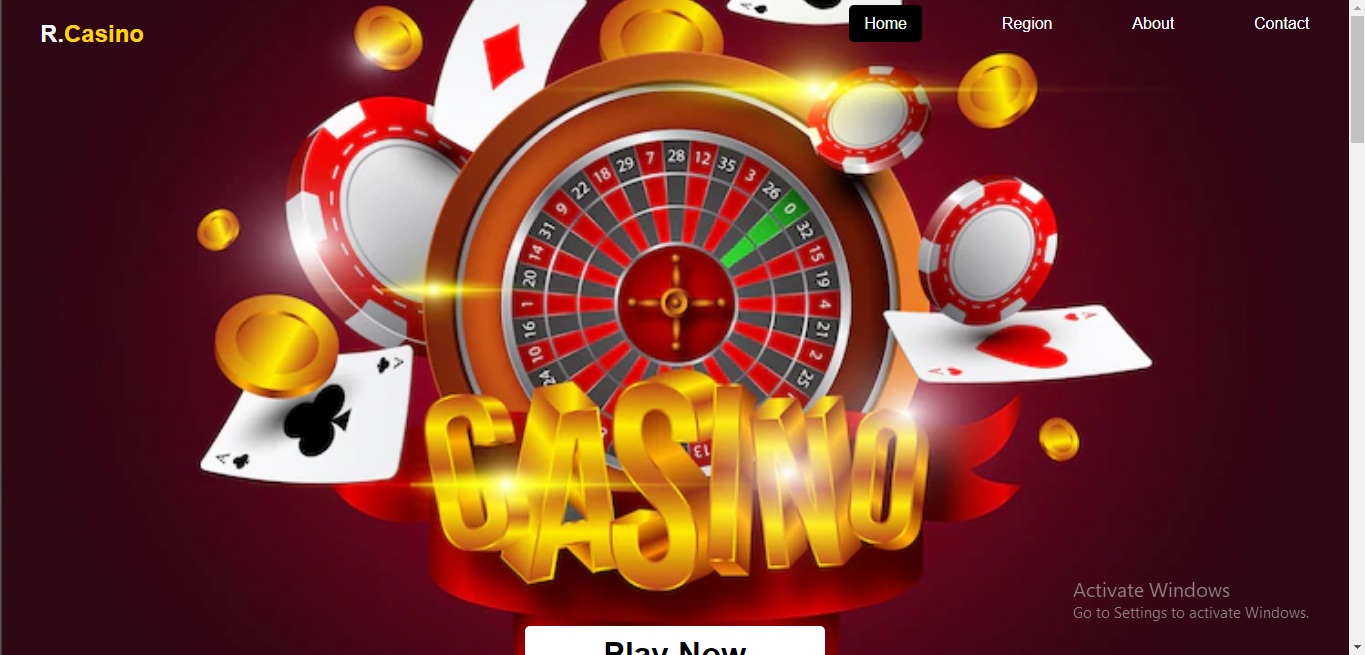 R.Casino
Home
Region
About
Contact
29 7 28 12 35
18 3
22 26
9 0
31 32
14 15
20 19
1 4
16 21
10 2
24 25
13
A
A
A
A
CASINO
Activate Windows
Go to Settings to activate Windows.
Play Now